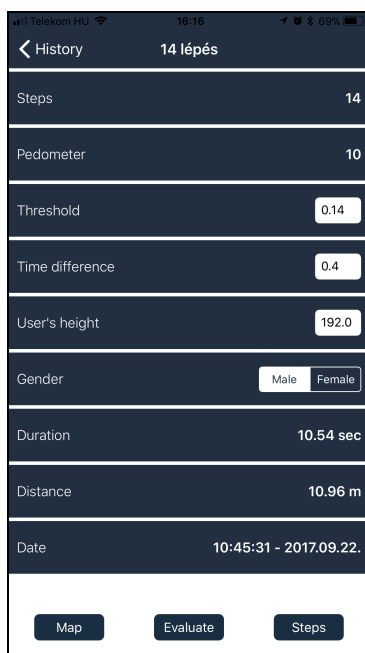 Telekom HU 16:16 69%
History 14 lépés
Steps 14
Pedometer 10
Threshold 0.14
Time difference 0.4
User's height 192.0
Gender Male Female
Duration 10.54 sec
Distance 10.96 m
Date 10:45:31 - 2017.09.22.
Map Evaluate Steps